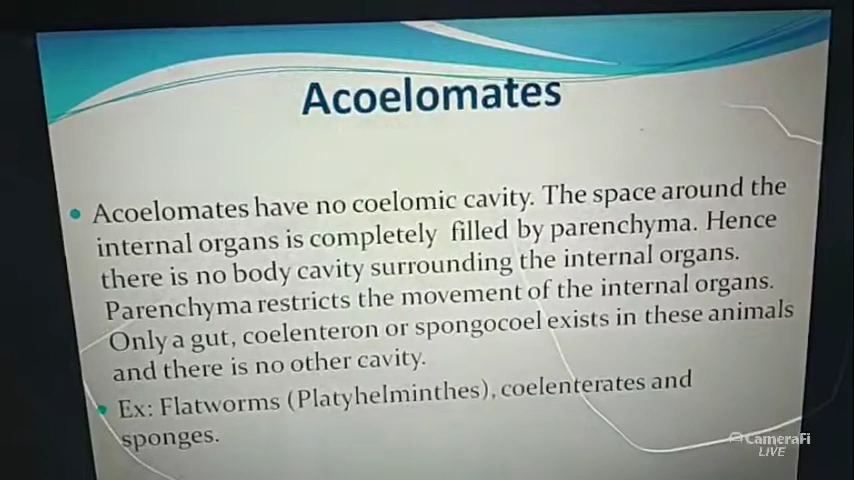 Acoelomates
Acoelomates have no coelomic cavity. The space around the
internal organs is completely filled by parenchyma. Hence
there is no body cavity surrounding the internal organs.
Parenchyma restricts the movement of the internal organs.
Only a gut, coelenteron or spongocoel exists in these animals
and there is no other cavity.
Ex: Flatworms (Platyhelminthes), coelenterates and
sponges.
CameraFi
LIVE